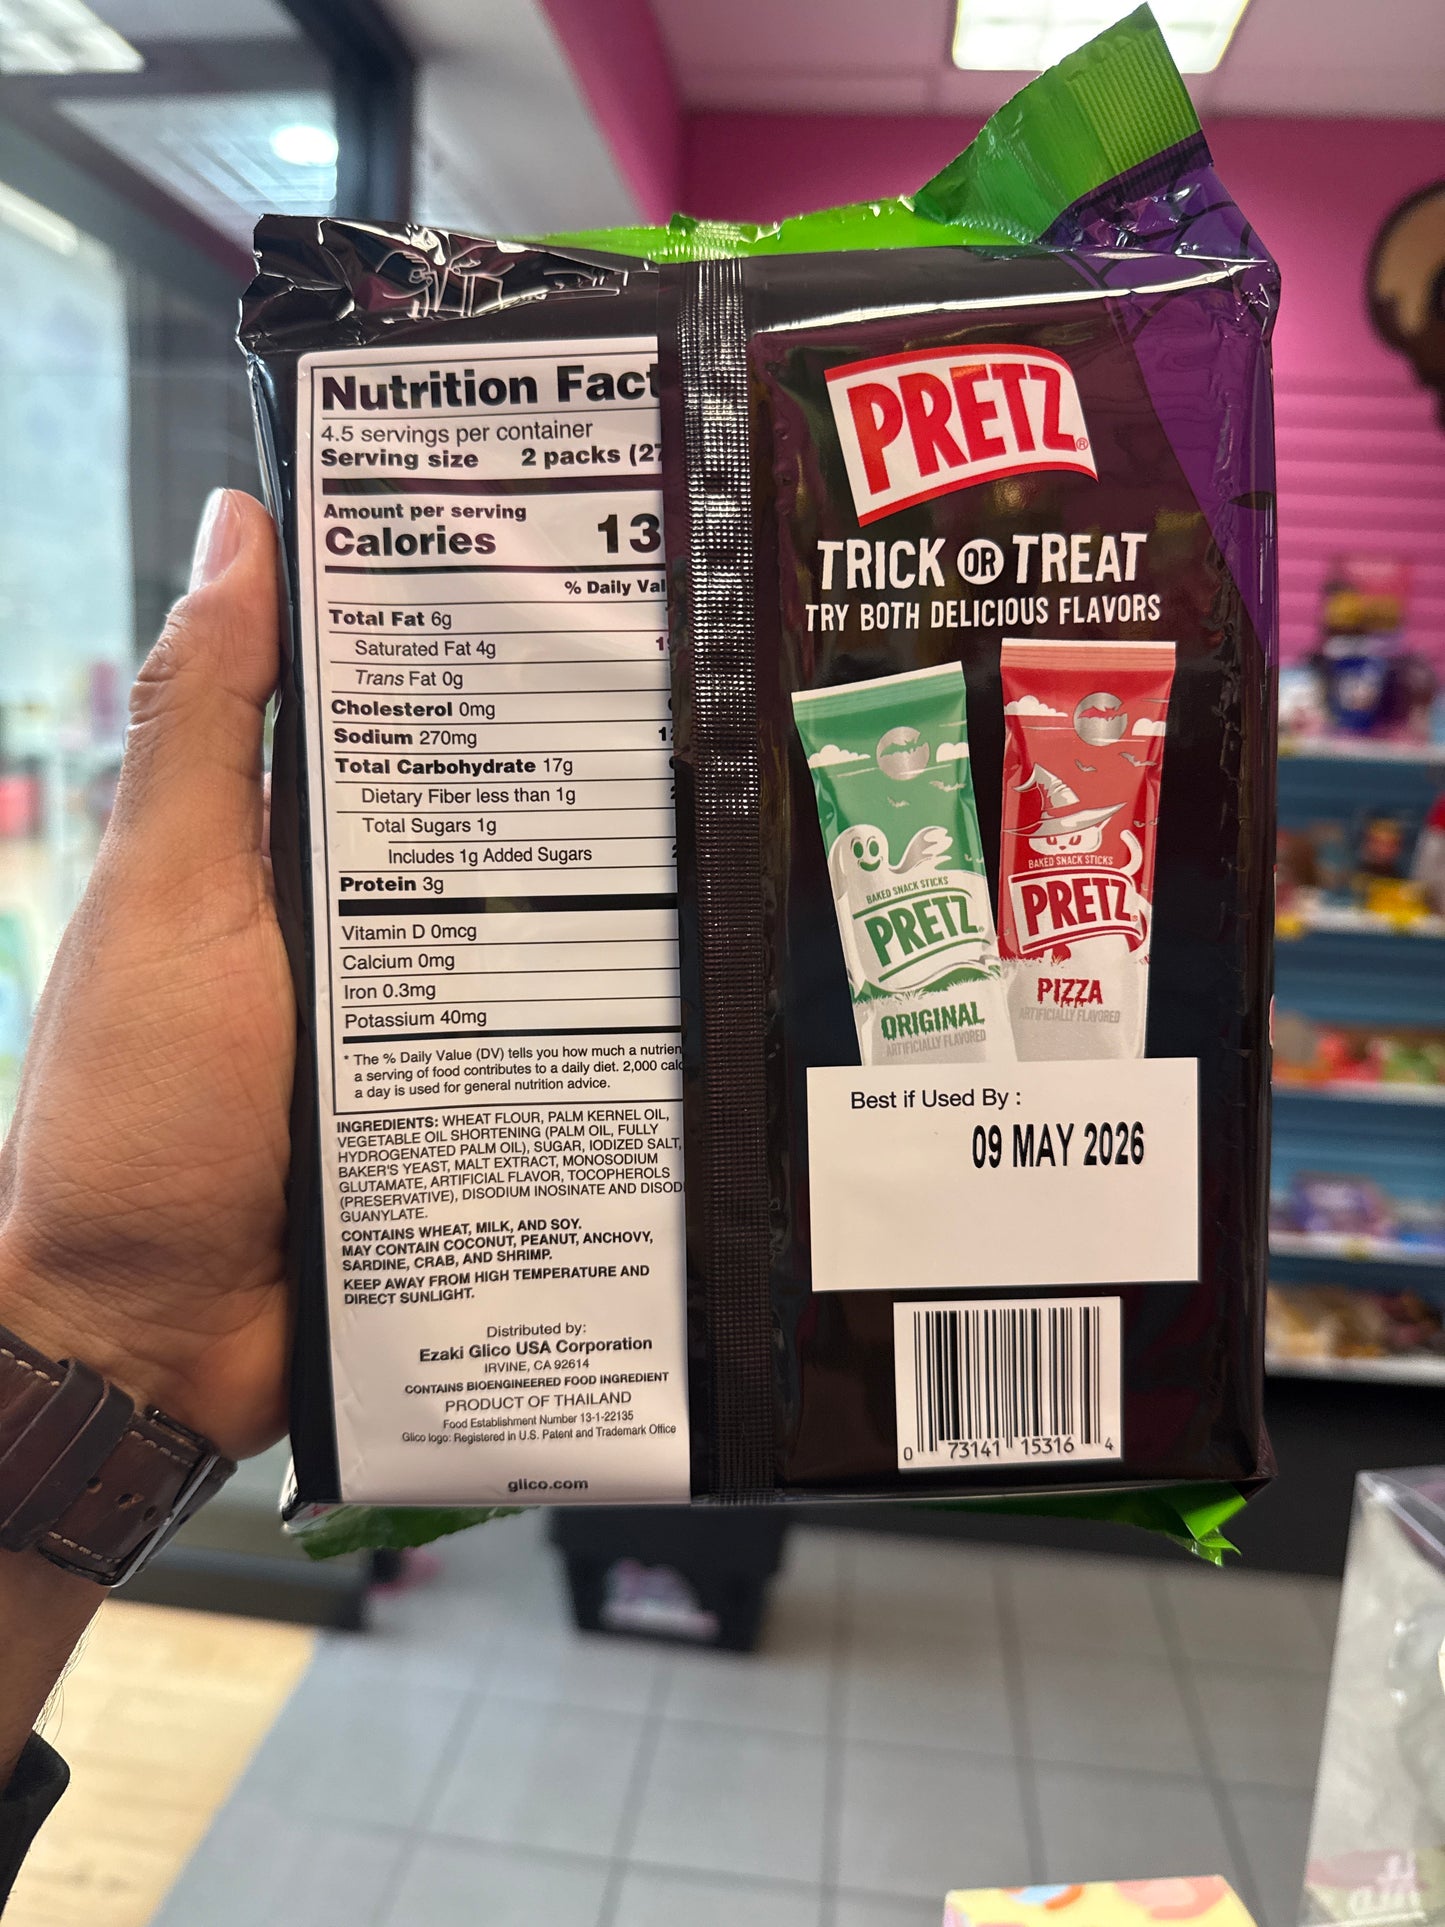 Nutrition Fact
4.5 servings per container
Serving size 2 packs (27
Amount per serving
Calories 13
% Daily Val
Total Fat 6g
Saturated Fat 4g 1
Trans Fat 0g
Cholesterol 0mg
Sodium 270mg 1
Total Carbohydrate 17g
Dietary Fiber less than 1g
Total Sugars 1g
Includes 1g Added Sugars
Protein 3g
Vitamin D 0mcg
Calcium 0mg
Iron 0.3mg
Potassium 40mg
* The % Daily Value (DV) tells you how much a nutrien
a serving of food contributes to a daily diet. 2,000 calo
a day is used for general nutrition advice.
INGREDIENTS: WHEAT FLOUR, PALM KERNEL OIL,
VEGETABLE OIL SHORTENING (PALM OIL, FULLY
HYDROGENATED PALM OIL), SUGAR, IODIZED SALT,
BAKER'S YEAST, MALT EXTRACT, MONOSODIUM
GLUTAMATE, ARTIFICIAL FLAVOR, TOCOPHEROLS
(PRESERVATIVE), DISODIUM INOSINATE AND DISOD
GUANYLATE.
CONTAINS WHEAT, MILK, AND SOY.
MAY CONTAIN COCONUT, PEANUT, ANCHOVY,
SARDINE, CRAB, AND SHRIMP.
KEEP AWAY FROM HIGH TEMPERATURE AND
DIRECT SUNLIGHT.
Distributed by:
Ezaki Glico USA Corporation
IRVINE, CA 92614
CONTAINS BIOENGINEERED FOOD INGREDIENT
PRODUCT OF THAILAND
Food Establishment Number 13-1-22135
Glico logo: Registered in U.S. Patent and Trademark Office
glico.com
PRETZ®
TRICK OR TREAT
TRY BOTH DELICIOUS FLAVORS
BAKED SNACK STICKS
PRETZ
ORIGINAL
ARTIFICIALLY FLAVORED
BAKED SNACK STICKS
PRETZ
PIZZA
ARTIFICIALLY FLAVORED
Best if Used By :
09 MAY 2026
0 73141 15316 4